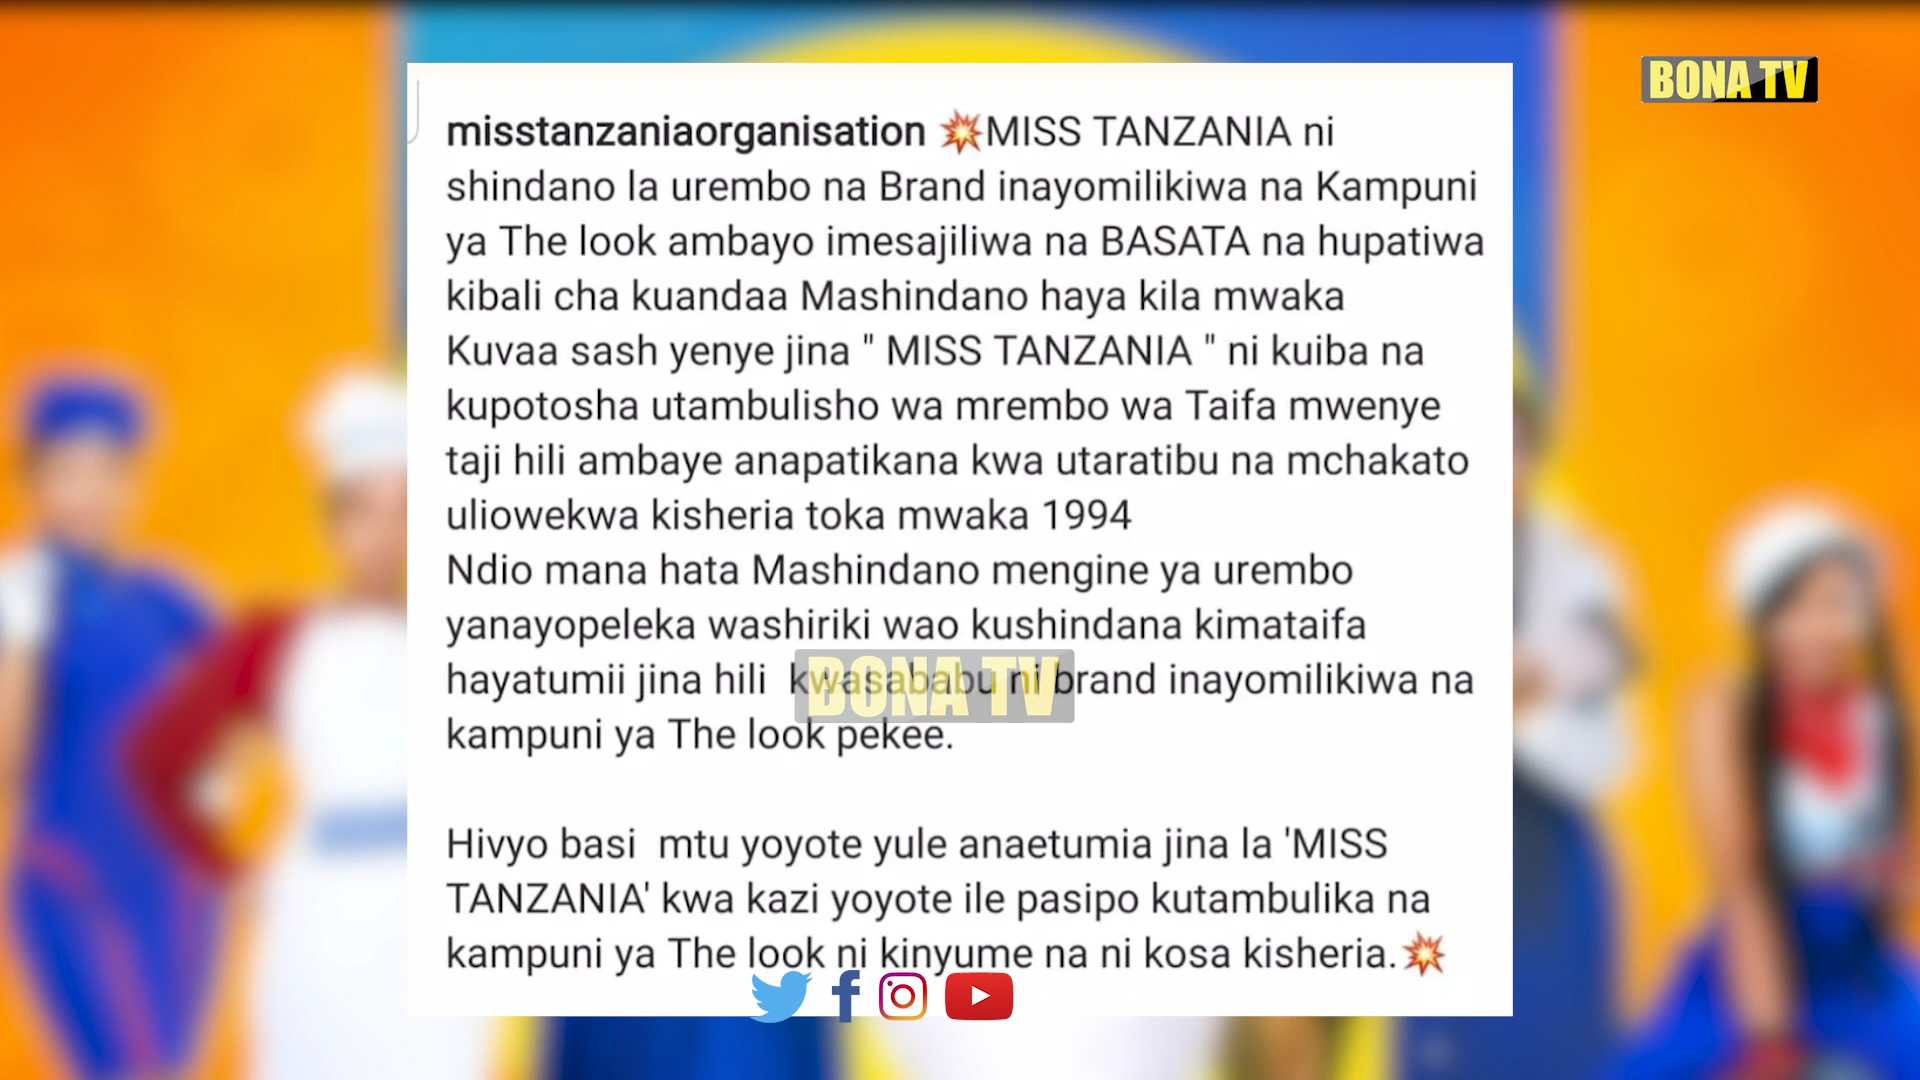 BONA TV
misstanzaniaorganisation 💥MISS TANZANIA ni
shindano la urembo na Brand inayomilikiwa na Kampuni
ya The look ambayo imesajiliwa na BASATA na hupatiwa
kibali cha kuandaa Mashindano haya kila mwaka
Kuvaa sash yenye jina " MISS TANZANIA " ni kuiba na
kupotosha utambulisho wa mrembo wa Taifa mwenye
taji hili ambaye anapatikana kwa utaratibu na mchakato
uliowekwa kisheria toka mwaka 1994
Ndio mana hata Mashindano mengine ya urembo
yanayopeleka washiriki wao kushindana kimataifa
hayatumii jina hili kwasababu ni brand inayomilikiwa na
BONA TV
kampuni ya The look pekee.
Hivyo basi mtu yoyote yule anaetumia jina la 'MISS
TANZANIA' kwa kazi yoyote ile pasipo kutambulika na
kampuni ya The look ni kinyume na ni kosa kisheria.💥